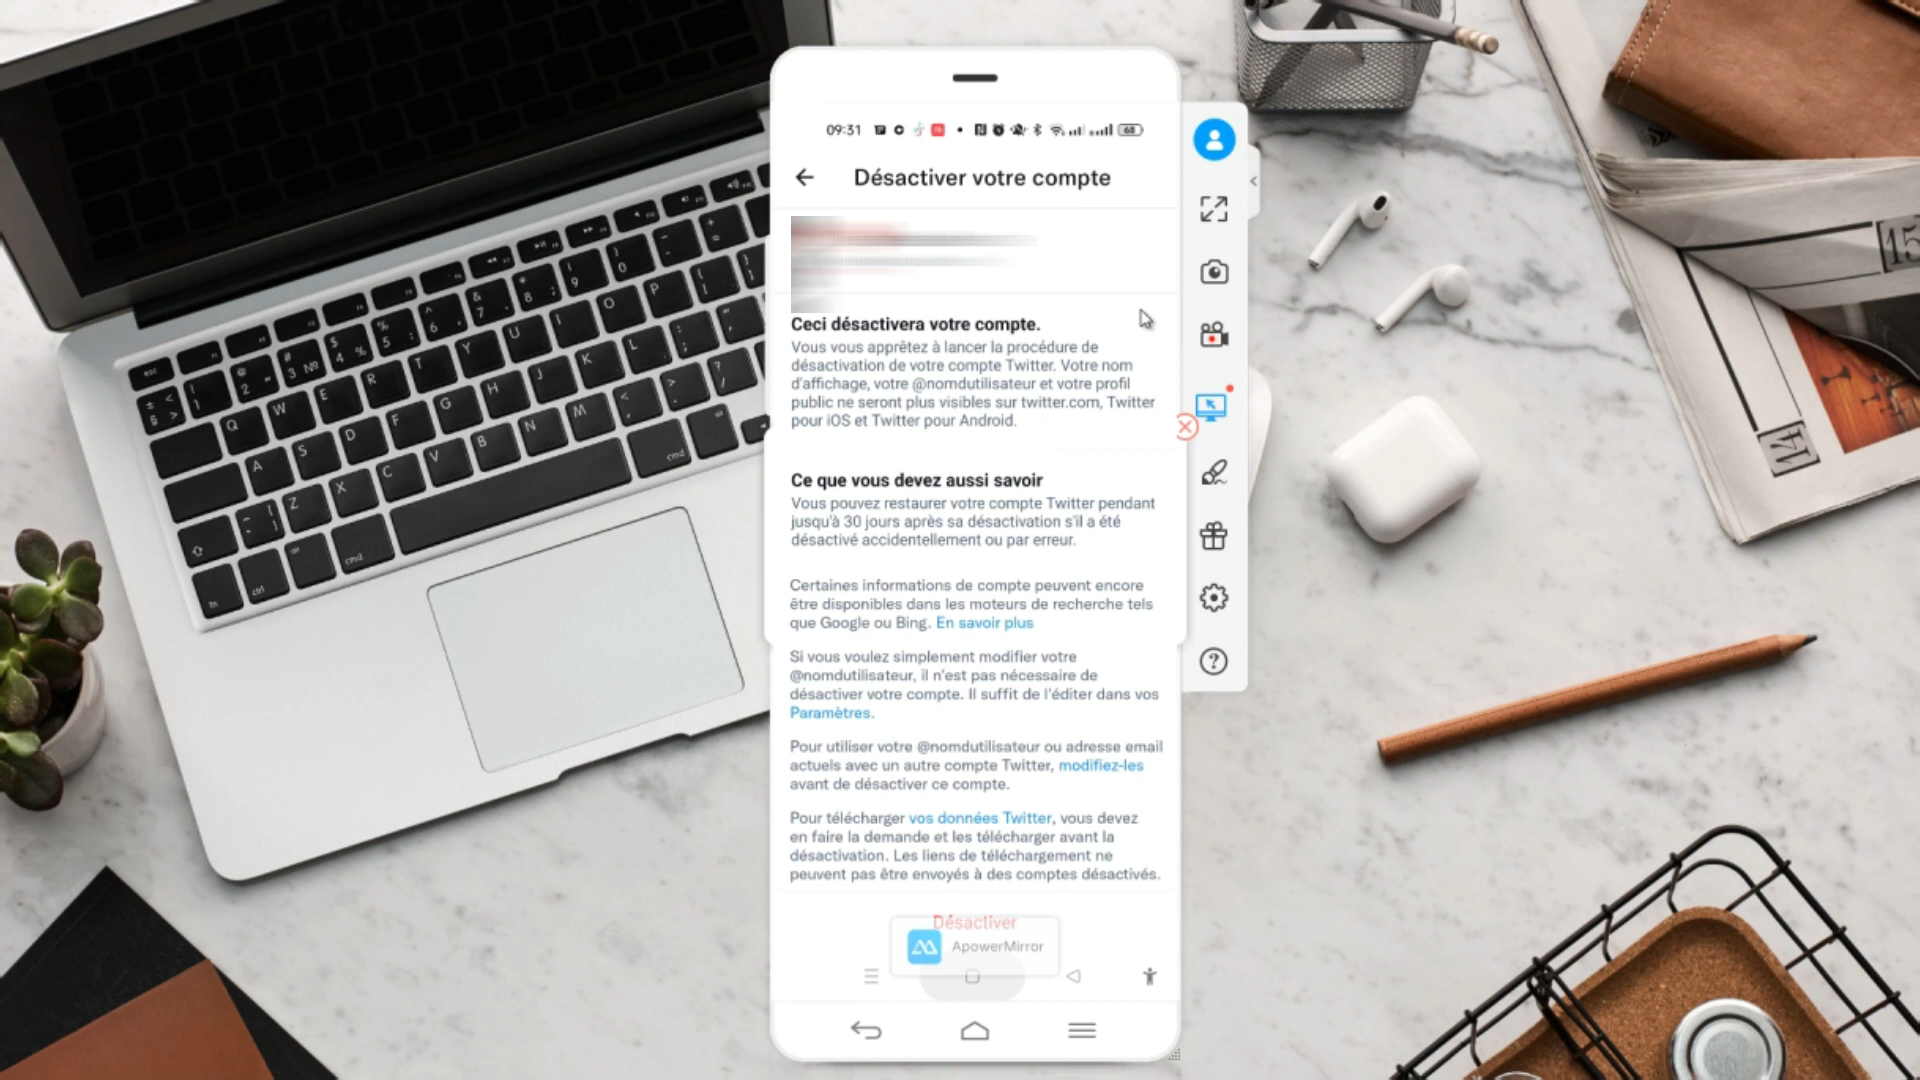 09:31
68
Désactiver votre compte
Ceci désactivera votre compte.
Vous vous apprêtez à lancer la procédure de
désactivation de votre compte Twitter. Votre nom
d'affichage, votre @nomdutilisateur et votre profil
public ne seront plus visibles sur twitter.com, Twitter
pour iOS et Twitter pour Android.
Ce que vous devez aussi savoir
Vous pouvez restaurer votre compte Twitter pendant
jusqu'à 30 jours après sa désactivation s'il a été
désactivé accidentellement ou par erreur.
Certaines informations de compte peuvent encore
être disponibles dans les moteurs de recherche tels
que Google ou Bing. En savoir plus
Si vous voulez simplement modifier votre
@nomdutilisateur, il n'est pas nécessaire de
désactiver votre compte. Il suffit de l'éditer dans vos
Paramètres.
Pour utiliser votre @nomdutilisateur ou adresse email
actuels avec un autre compte Twitter, modifiez-les
avant de désactiver ce compte.
Pour télécharger vos données Twitter, vous devez
en faire la demande et les télécharger avant la
désactivation. Les liens de téléchargement ne
peuvent pas être envoyés à des comptes désactivés.
Désactiver
ApowerMirror
15